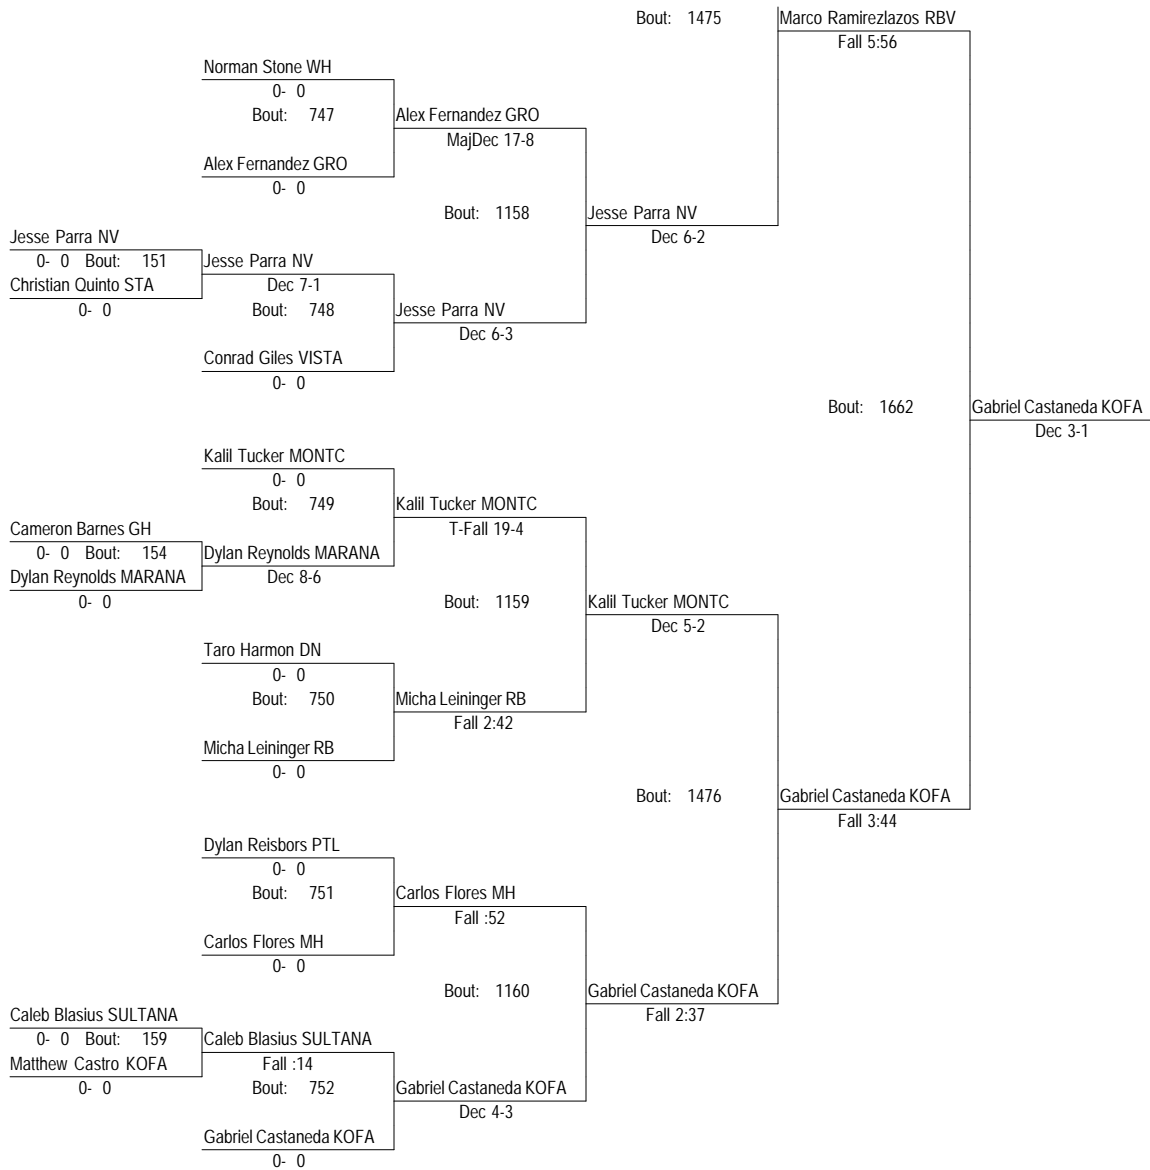 Bout: 1475 Marco Ramirezlazos RBV
Fall 5:56
Norman Stone WH
0- 0
Bout: 747 Alex Fernandez GRO
MajDec 17-8
Alex Fernandez GRO
0- 0
Bout: 1158 Jesse Parra NV
Dec 6-2
Jesse Parra NV
0- 0 Bout: 151 Jesse Parra NV
Christian Quinto STA Dec 7-1
0- 0 Bout: 748 Jesse Parra NV
Dec 6-3
Conrad Giles VISTA
0- 0
Bout: 1662 Gabriel Castaneda KOFA
Dec 3-1
Kalil Tucker MONTC
0- 0
Bout: 749 Kalil Tucker MONTC
Cameron Barnes GH T-Fall 19-4
0- 0 Bout: 154 Dylan Reynolds MARANA
Dylan Reynolds MARANA Dec 8-6
0- 0 Bout: 1159 Kalil Tucker MONTC
Dec 5-2
Taro Harmon DN
0- 0
Bout: 750 Micha Leininger RB
Fall 2:42
Micha Leininger RB
0- 0
Bout: 1476 Gabriel Castaneda KOFA
Fall 3:44
Dylan Reisbors PTL
0- 0
Bout: 751 Carlos Flores MH
Fall :52
Carlos Flores MH
0- 0
Bout: 1160 Gabriel Castaneda KOFA
Caleb Blasius SULTANA Fall 2:37
0- 0 Bout: 159 Caleb Blasius SULTANA
Matthew Castro KOFA Fall :14
0- 0 Bout: 752 Gabriel Castaneda KOFA
Dec 4-3
Gabriel Castaneda KOFA
0- 0